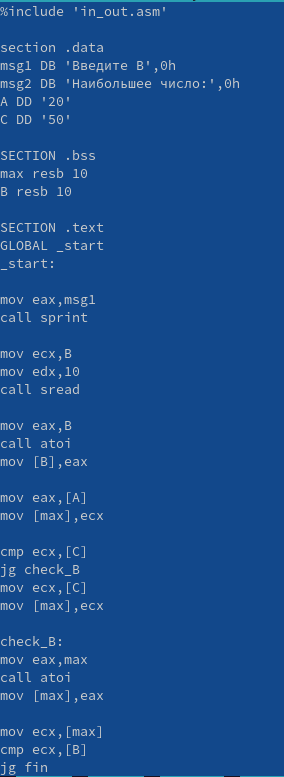 %include 'in_out.asm'
section .data
msg1 DB 'Введите B',0h
msg2 DB 'Наибольшее число:',0h
A DD '20'
C DD '50'
SECTION .bss
max resb 10
B resb 10
SECTION .text
GLOBAL _start
_start:
mov eax,msg1
call sprint
mov ecx,B
mov edx,10
call sread
mov eax,B
call atoi
mov [B],eax
mov eax,[A]
mov [max],ecx
cmp ecx,[C]
jg check_B
mov ecx,[C]
mov [max],ecx
check_B:
mov eax,max
call atoi
mov [max],eax
mov ecx,[max]
cmp ecx,[B]
jg fin